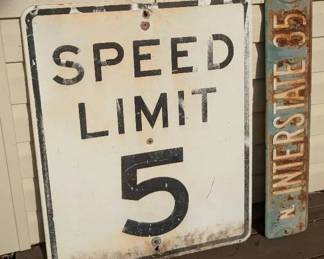 SPEED
LIMIT
5
N. INTERSTATE 35